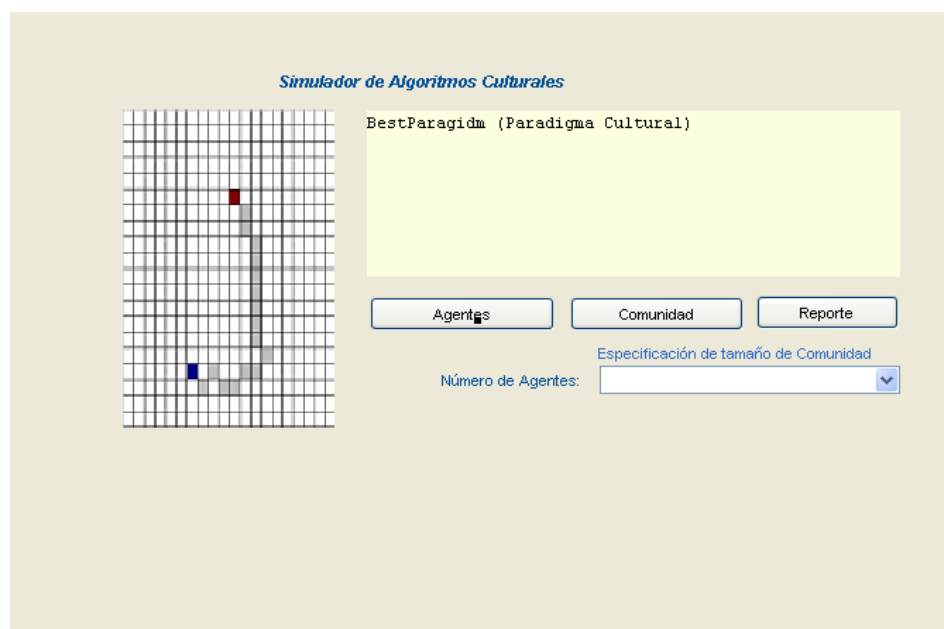 Simulador de Algoritmos Culturales
BestParagidm (Paradigma Cultural)
Agentes
Comunidad
Reporte
Especificación de tamaño de Comunidad
Número de Agentes: